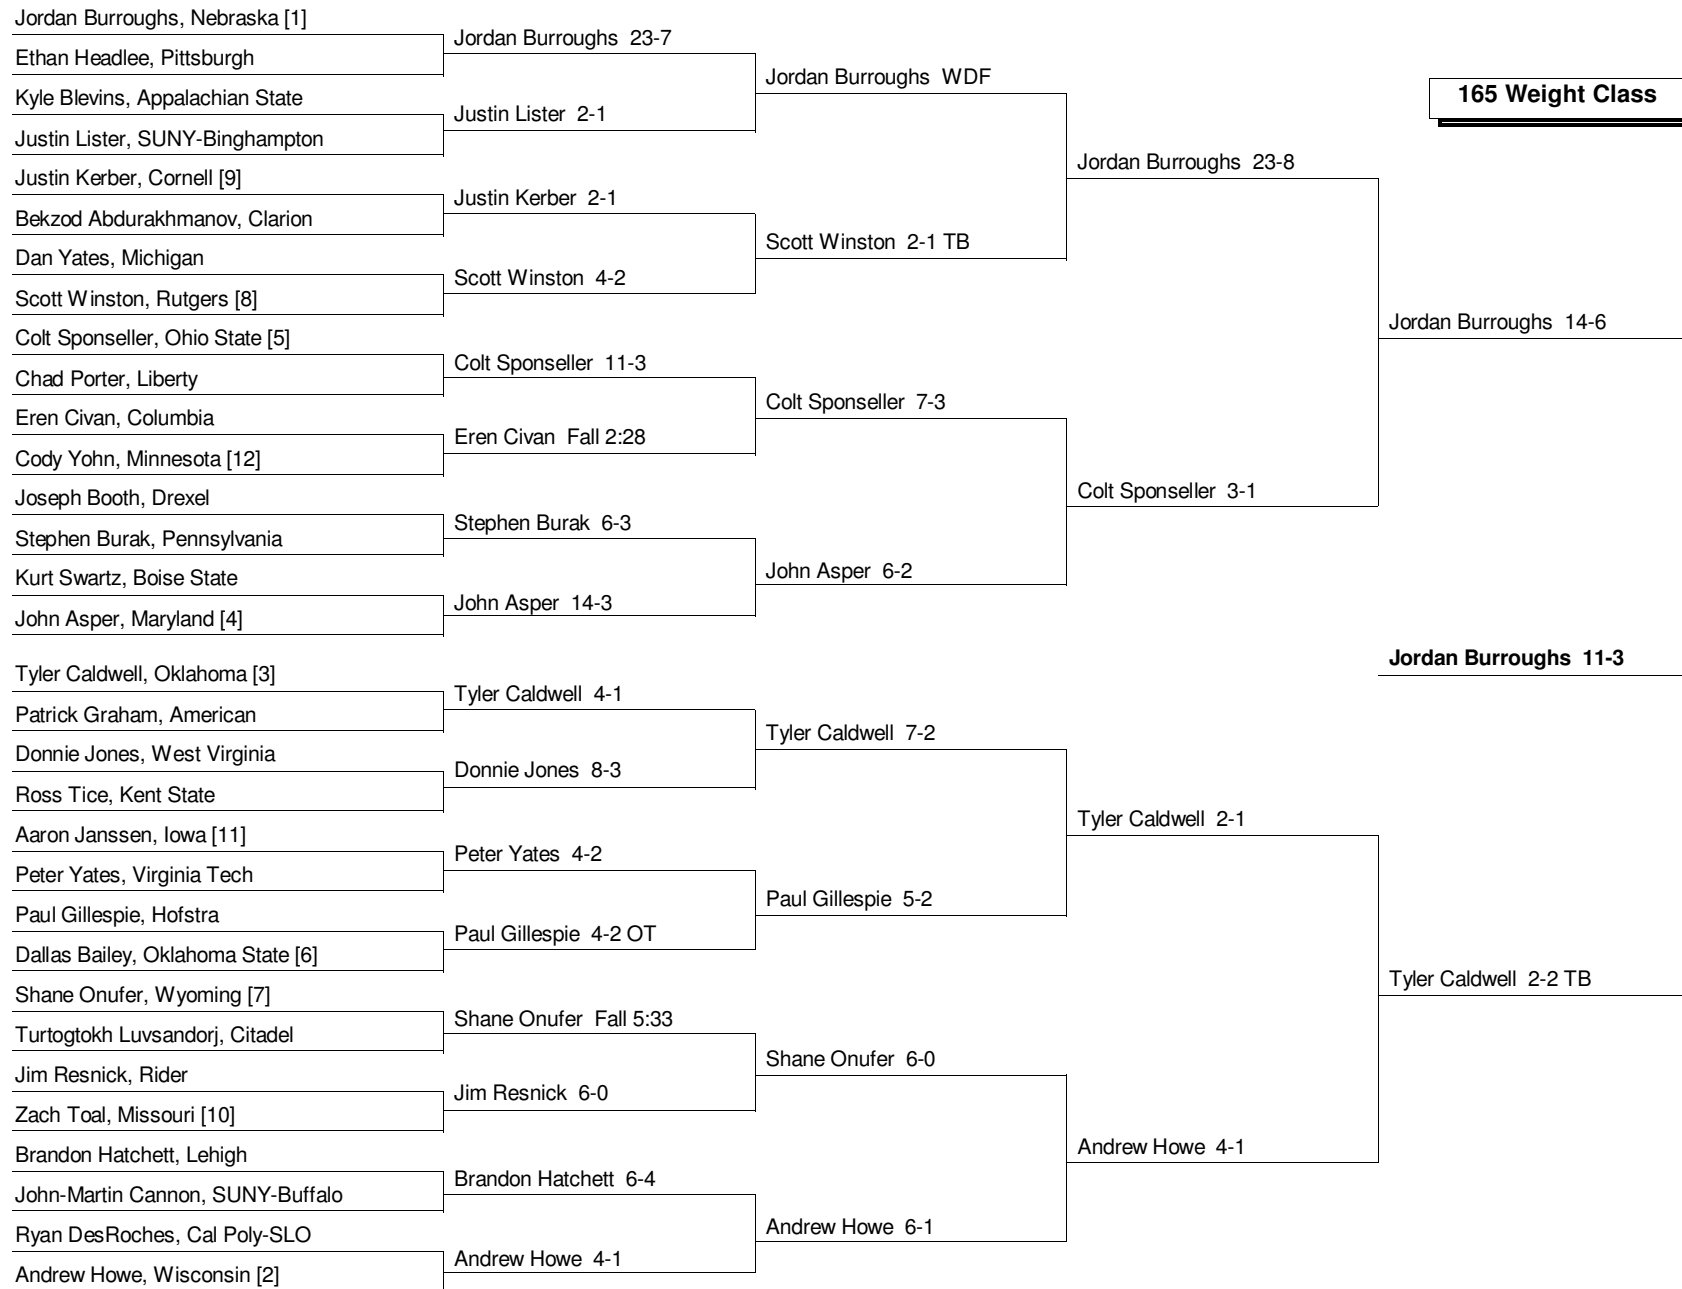 Jordan Burroughs, Nebraska [1]
Ethan Headlee, Pittsburgh
Kyle Blevins, Appalachian State
Justin Lister, SUNY-Binghampton
Justin Kerber, Cornell [9]
Bekzod Abdurakhmanov, Clarion
Dan Yates, Michigan
Scott Winston, Rutgers [8]
Colt Sponseller, Ohio State [5]
Chad Porter, Liberty
Eren Civan, Columbia
Cody Yohn, Minnesota [12]
Joseph Booth, Drexel
Stephen Burak, Pennsylvania
Kurt Swartz, Boise State
John Asper, Maryland [4]
Tyler Caldwell, Oklahoma [3]
Patrick Graham, American
Donnie Jones, West Virginia
Ross Tice, Kent State
Aaron Janssen, Iowa [11]
Peter Yates, Virginia Tech
Paul Gillespie, Hofstra
Dallas Bailey, Oklahoma State [6]
Shane Onufer, Wyoming [7]
Turtogtokh Luvsandorj, Citadel
Jim Resnick, Rider
Zach Toal, Missouri [10]
Brandon Hatchett, Lehigh
John-Martin Cannon, SUNY-Buffalo
Ryan DesRoches, Cal Poly-SLO
Andrew Howe, Wisconsin [2]
Jordan Burroughs 23-7
Justin Lister 2-1
Justin Kerber 2-1
Scott Winston 4-2
Colt Sponseller 11-3
Eren Civan Fall 2:28
Stephen Burak 6-3
John Asper 14-3
Tyler Caldwell 4-1
Donnie Jones 8-3
Peter Yates 4-2
Paul Gillespie 4-2 OT
Shane Onufer Fall 5:33
Jim Resnick 6-0
Brandon Hatchett 6-4
Andrew Howe 4-1
Jordan Burroughs WDF
Scott Winston 2-1 TB
Colt Sponseller 7-3
John Asper 6-2
Tyler Caldwell 7-2
Paul Gillespie 5-2
Shane Onufer 6-0
Andrew Howe 6-1
Jordan Burroughs 23-8
Colt Sponseller 3-1
Tyler Caldwell 2-1
Andrew Howe 4-1
165 Weight Class
Jordan Burroughs 14-6
Jordan Burroughs 11-3
Tyler Caldwell 2-2 TB